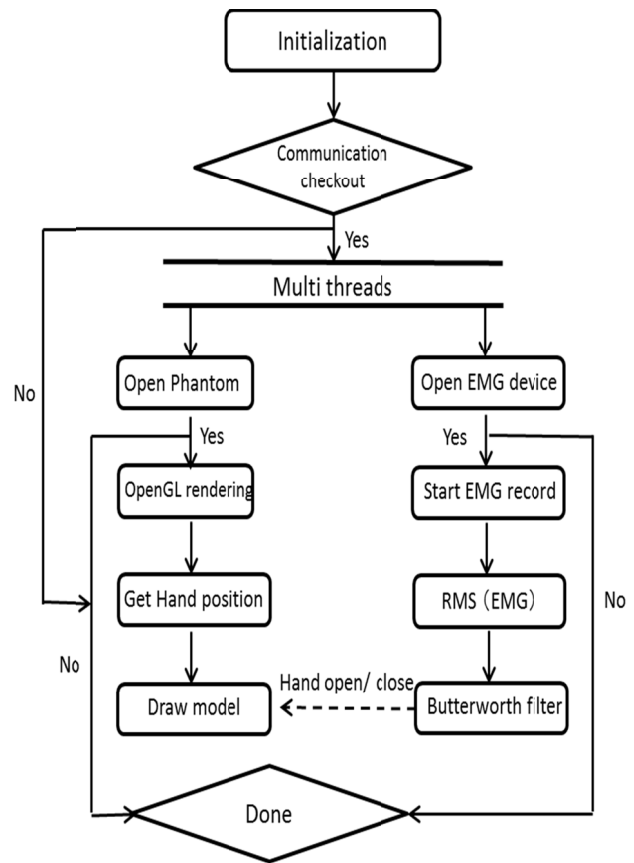 Initialization
Communication
checkout
Yes
Multi threads
No
Open Phantom
Open EMG device
Yes
Yes
OpenGL rendering
Start EMG record
Get Hand position
RMS（EMG）
No
No
Hand open/ close
Draw model
Butterworth filter
Done